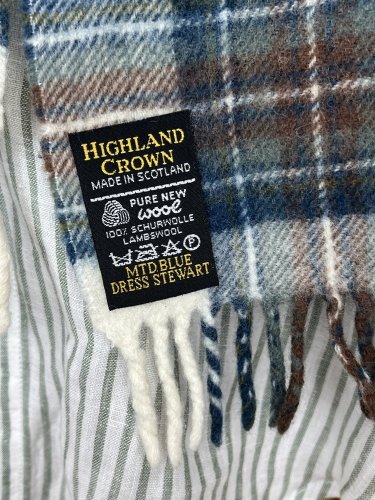 HIGHLAND
CROWN
MADE IN SCOTLAND
PURE NEW
wool
100% SCHURWOLLE
LAMBSWOOL
A P
MTD BLUE
DRESS STEWART